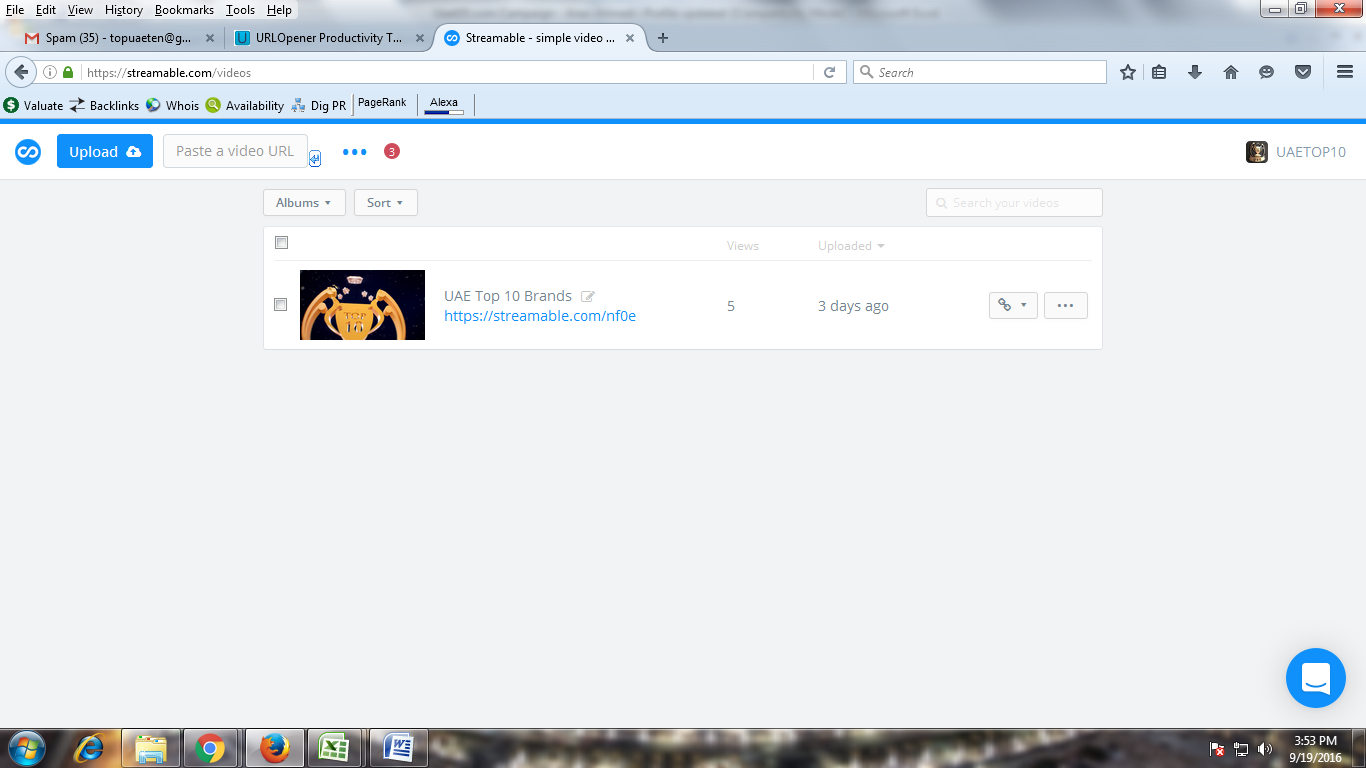 File Edit View History Bookmarks Tools Help
Spam (35) - topuaeten@g... URLOpener Productivity T... Streamable - simple video ...
https://streamable.com/videos Search
Valuate Backlinks Whois Availability Dig PR PageRank Alexa
Upload Paste a video URL 3 UAETOP10
Albums Sort Search your videos
Views Uploaded
TOP
10
UAE Top 10 Brands
https://streamable.com/nf0e
5 3 days ago
3:53 PM
9/19/2016